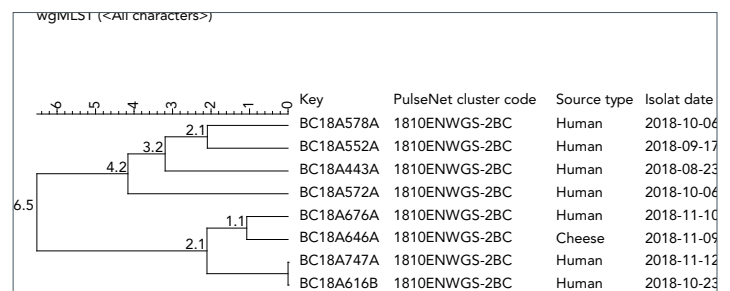 wgMLST (<All characters>)
6 5 4 3 2 1 0
Key PulseNet cluster code Source type Isolat date
BC18A578A 1810ENWGS-2BC Human 2018-10-06
2.1
BC18A552A 1810ENWGS-2BC Human 2018-09-17
3.2
BC18A443A 1810ENWGS-2BC Human 2018-08-23
4.2
BC18A572A 1810ENWGS-2BC Human 2018-10-06
6.5
BC18A676A 1810ENWGS-2BC Human 2018-11-10
1.1
BC18A646A 1810ENWGS-2BC Cheese 2018-11-09
2.1
BC18A747A 1810ENWGS-2BC Human 2018-11-12
BC18A616B 1810ENWGS-2BC Human 2018-10-23